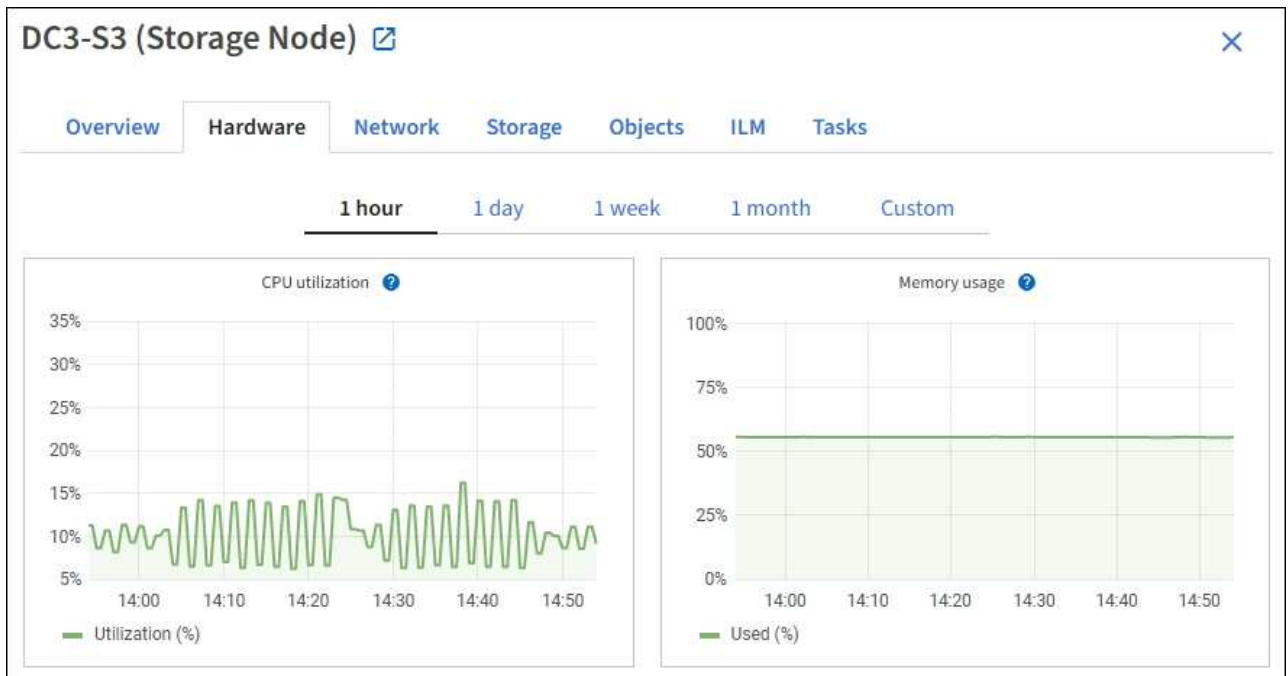 DC3-S3 (Storage Node)
Overview Hardware Network Storage Objects ILM Tasks
1 hour 1 day 1 week 1 month Custom
CPU utilization ?
35%
30%
25%
20%
15%
10%
5%
14:00 14:10 14:20 14:30 14:40 14:50
Utilization (%)
Memory usage ?
100%
75%
50%
25%
0%
14:00 14:10 14:20 14:30 14:40 14:50
Used (%)